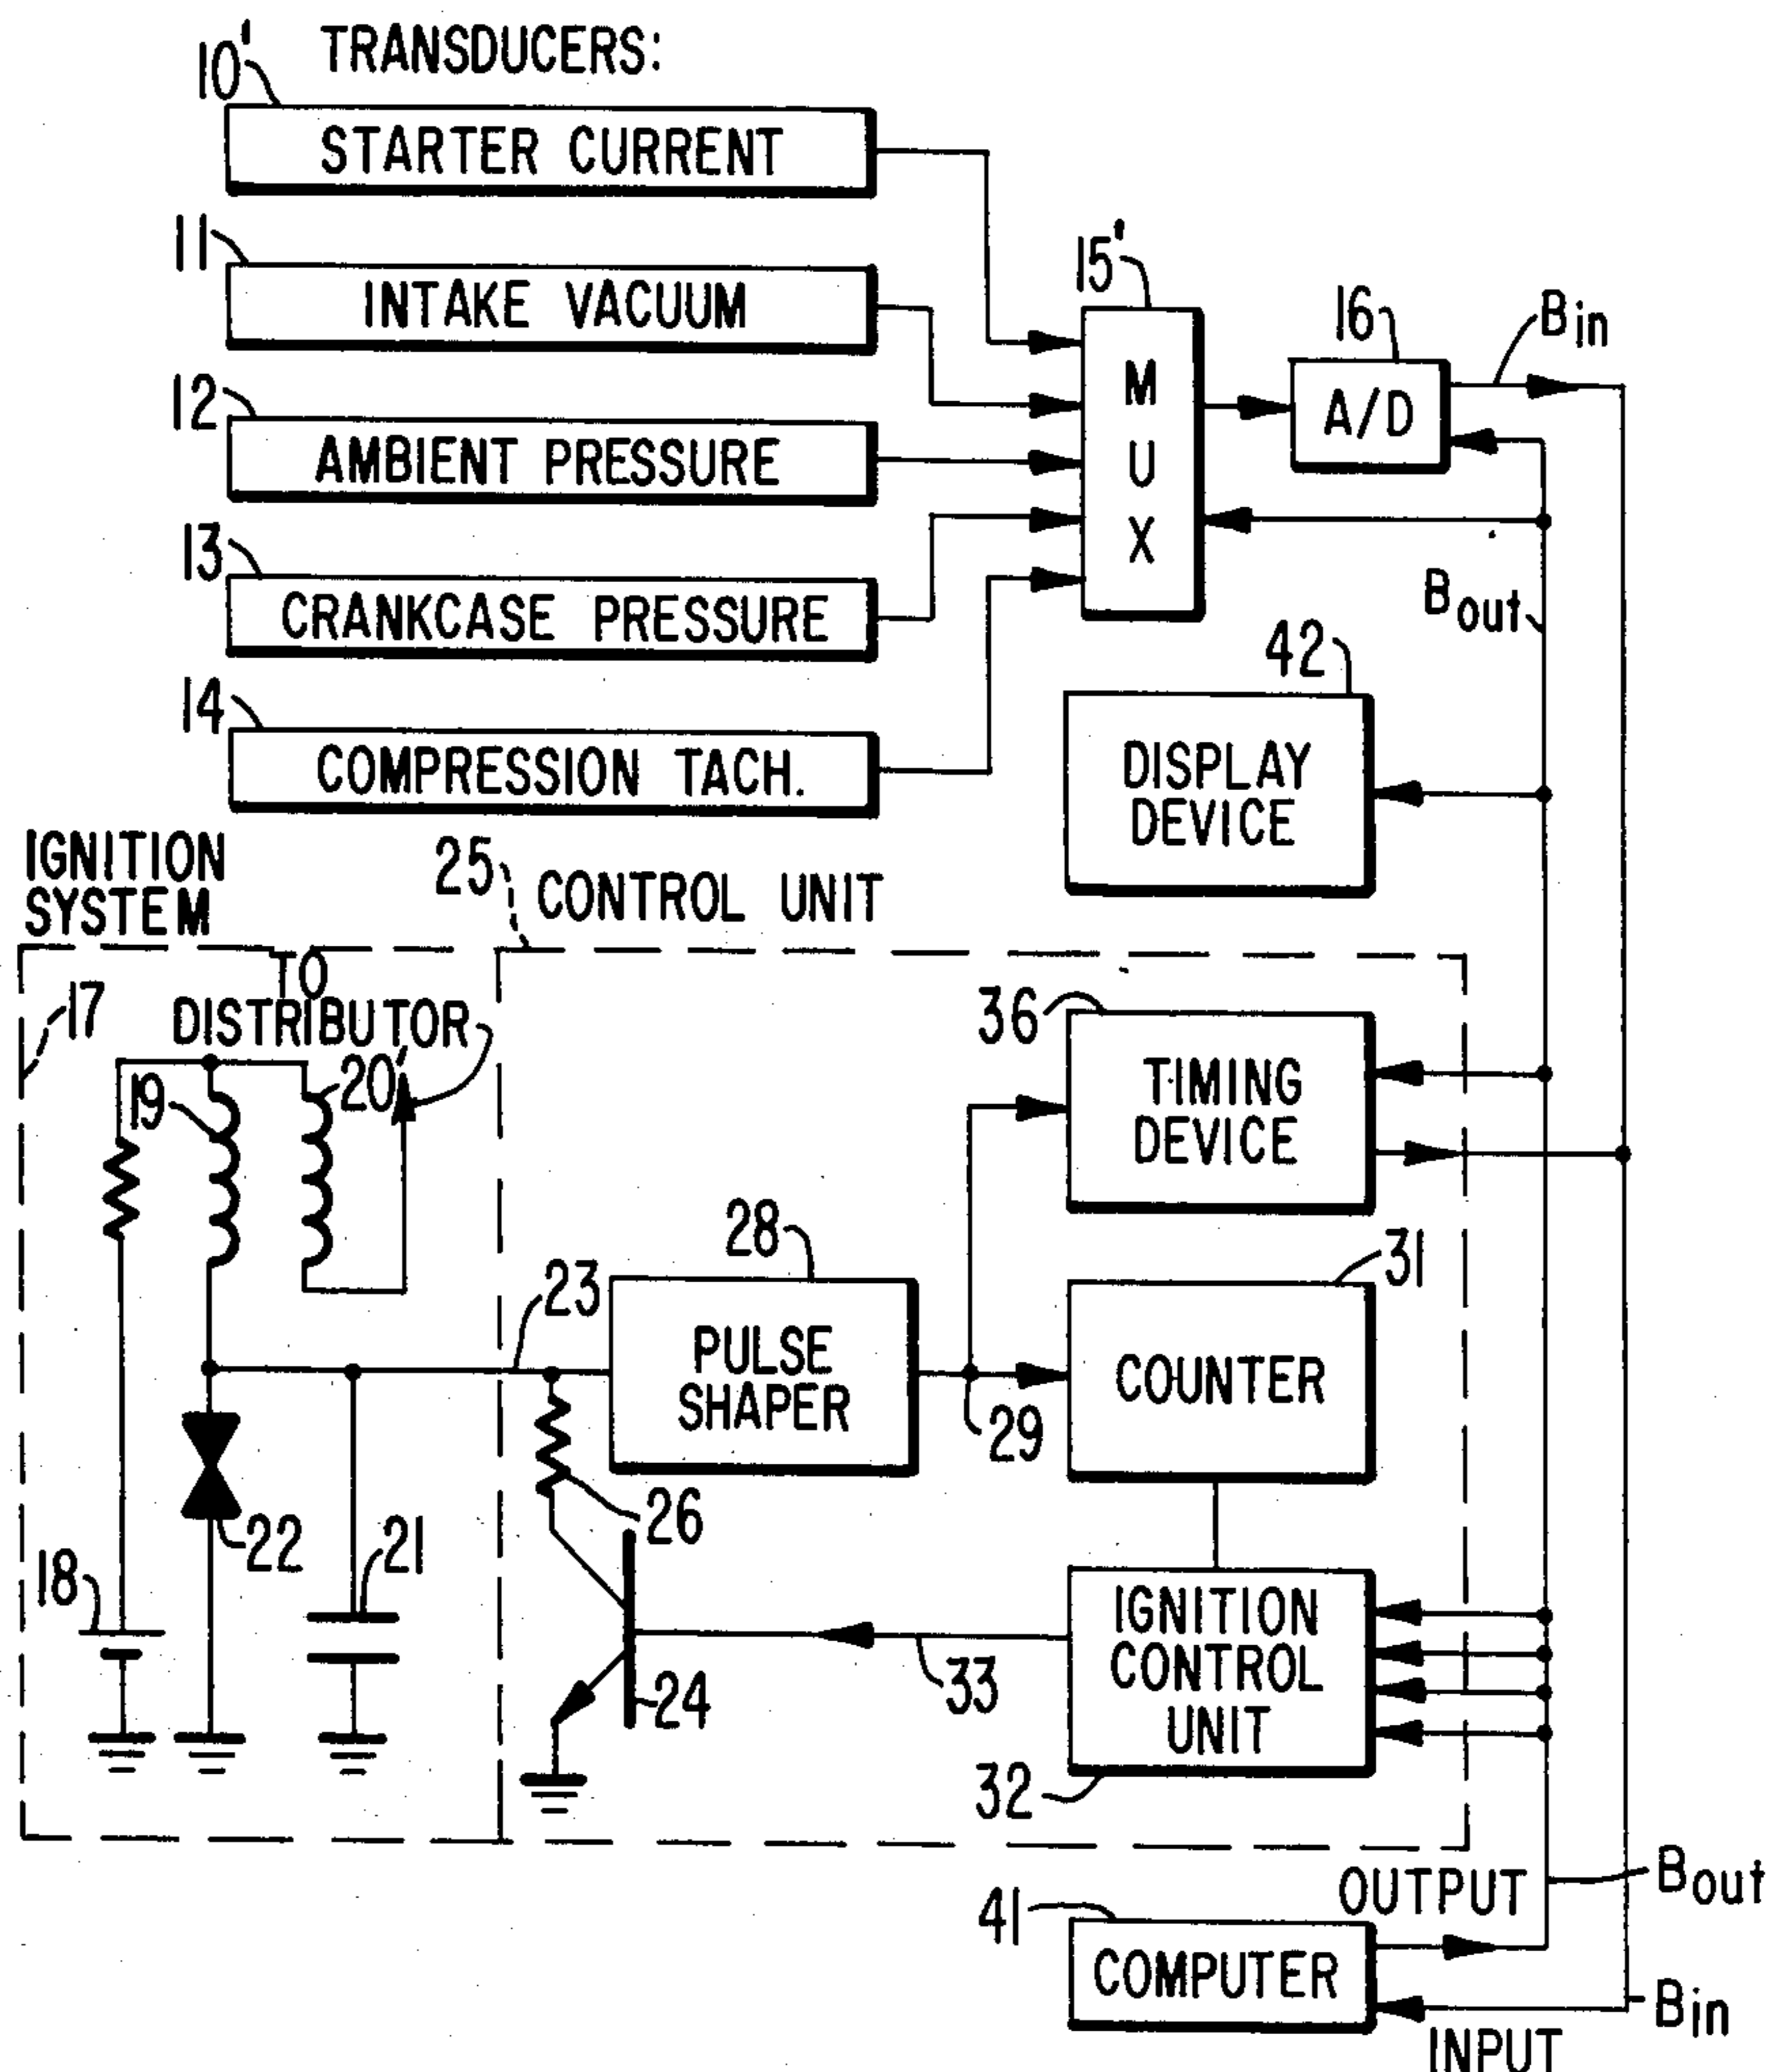 TRANSDUCERS:
10'
STARTER CURRENT
11
INTAKE VACUUM
12
AMBIENT PRESSURE
13
CRANKCASE PRESSURE
14
COMPRESSION TACH.
15'
M
U
X
16
A/D
Bin
Bout
42
DISPLAY
DEVICE
IGNITION
SYSTEM
25
CONTROL UNIT
17
TO
DISTRIBUTOR
19
20'
36
TIMING
DEVICE
28
PULSE
SHAPER
23
31
COUNTER
29
26
18
22
21
24
33
IGNITION
CONTROL
UNIT
32
OUTPUT
Bout
41
COMPUTER
Bin
INPUT